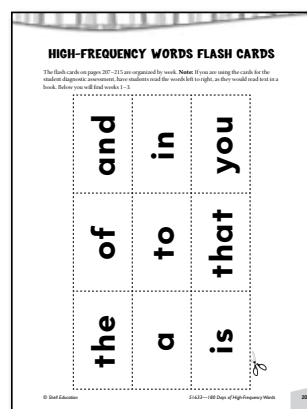 HIGH-FREQUENCY WORDS FLASH CARDS
The flash cards on pages 207–215 are organized by week. Note: If you are using the cards for the
student diagnostic assessment, have students read the words left to right, as they would read text in a
book. Below you will find weeks 1–3.
the of and
a to in
is that you
© Shell Education 51633—180 Days of High-Frequency Words